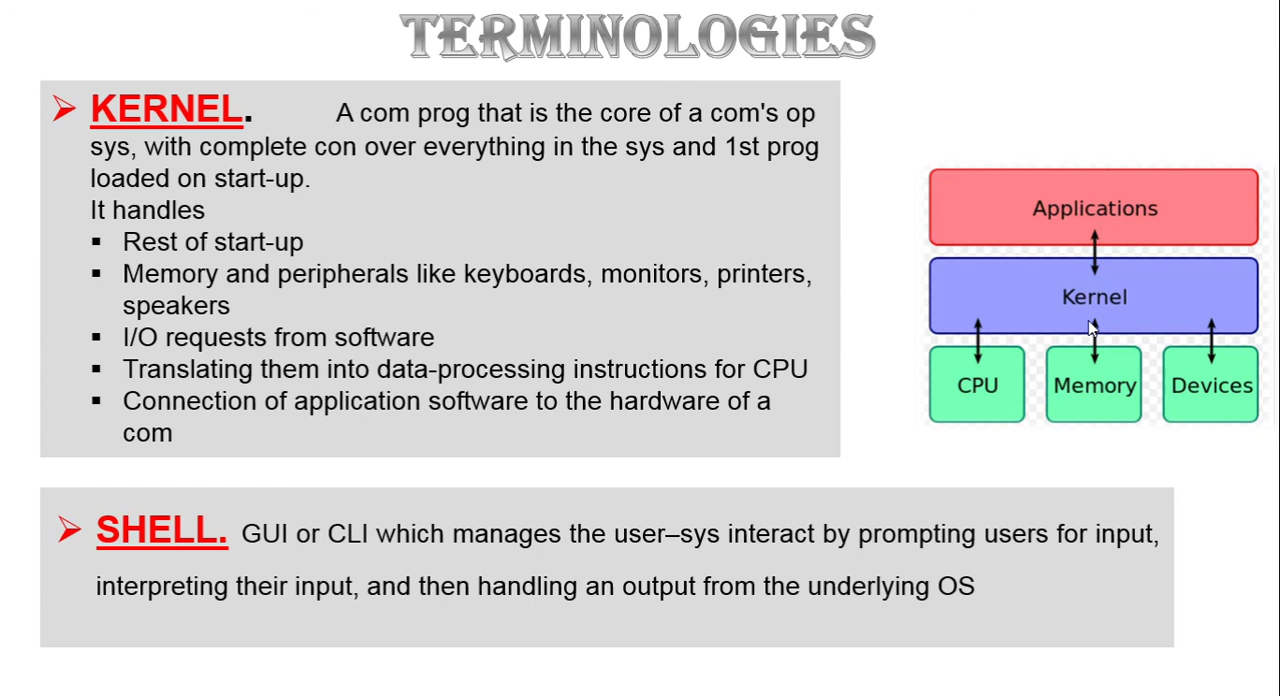 TERMINOLOGIES
➢ KERNEL. A com prog that is the core of a com's op
sys, with complete con over everything in the sys and 1st prog
loaded on start-up.
It handles
▪ Rest of start-up
▪ Memory and peripherals like keyboards, monitors, printers,
speakers
▪ I/O requests from software
▪ Translating them into data-processing instructions for CPU
▪ Connection of application software to the hardware of a
com
Applications
Kernel
CPU Memory Devices
➢ SHELL. GUI or CLI which manages the user–sys interact by prompting users for input,
interpreting their input, and then handling an output from the underlying OS